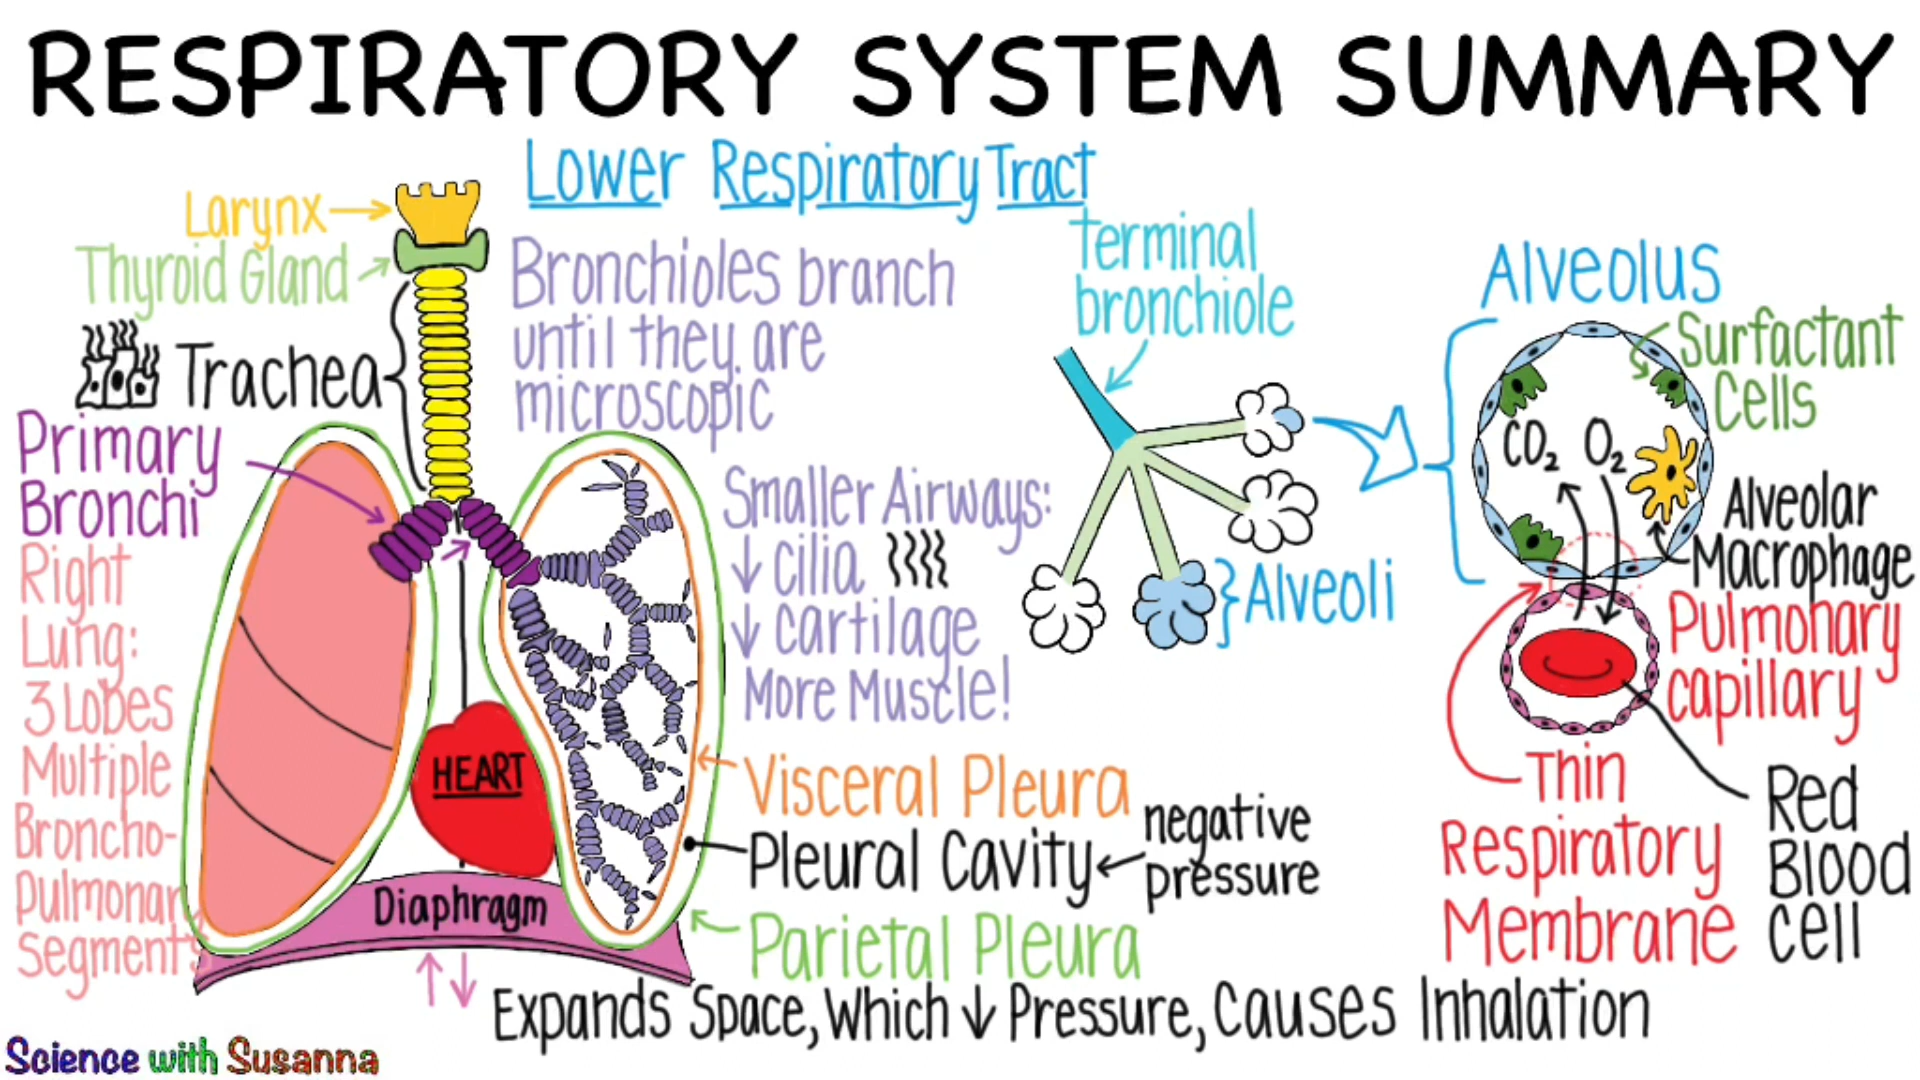 RESPIRATORY SYSTEM SUMMARY
Lower Respiratory Tract
Larynx
Thyroid Gland
Trachea
Primary
Bronchi
Right
Lung:
3 Lobes
Multiple
Broncho-
Pulmonary
Segments
Bronchioles branch
until they are
microscopic
Smaller Airways:
↓ cilia
↓ cartilage
More Muscle!
HEART
Diaphragm
Visceral Pleura
Pleural Cavity
negative
pressure
Parietal Pleura
↑↓ Expands Space, Which ↓ Pressure, Causes Inhalation
terminal
bronchiole
Alveoli
Alveolus
Surfactant
Cells
CO₂ O₂
Alveolar
Macrophage
Pulmonary
capillary
Thin
Respiratory
Membrane
Red
Blood
cell
Science with Susanna